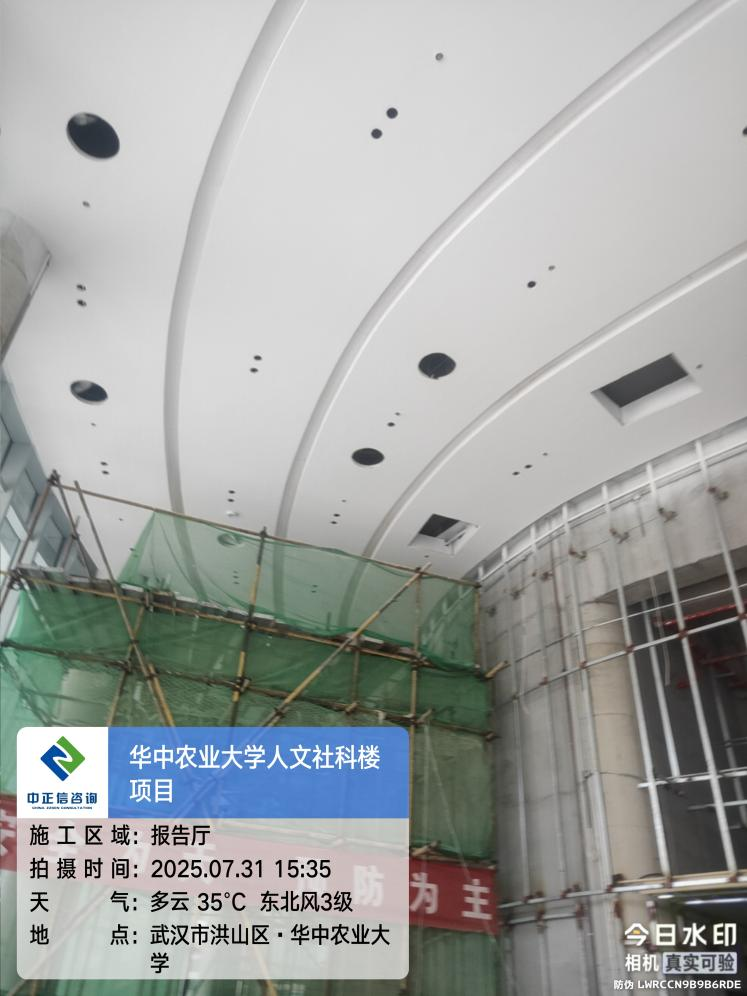 中正信咨询
华中农业大学人文社科楼
项目
施工区域：报告厅
拍摄时间：2025.07.31 15:35
天气：多云 35℃ 东北风3级
地点：武汉市洪山区·华中农业大
学
防为主
今日水印
相机 真实可验
防伪 LWRCCN9B9B6RDE